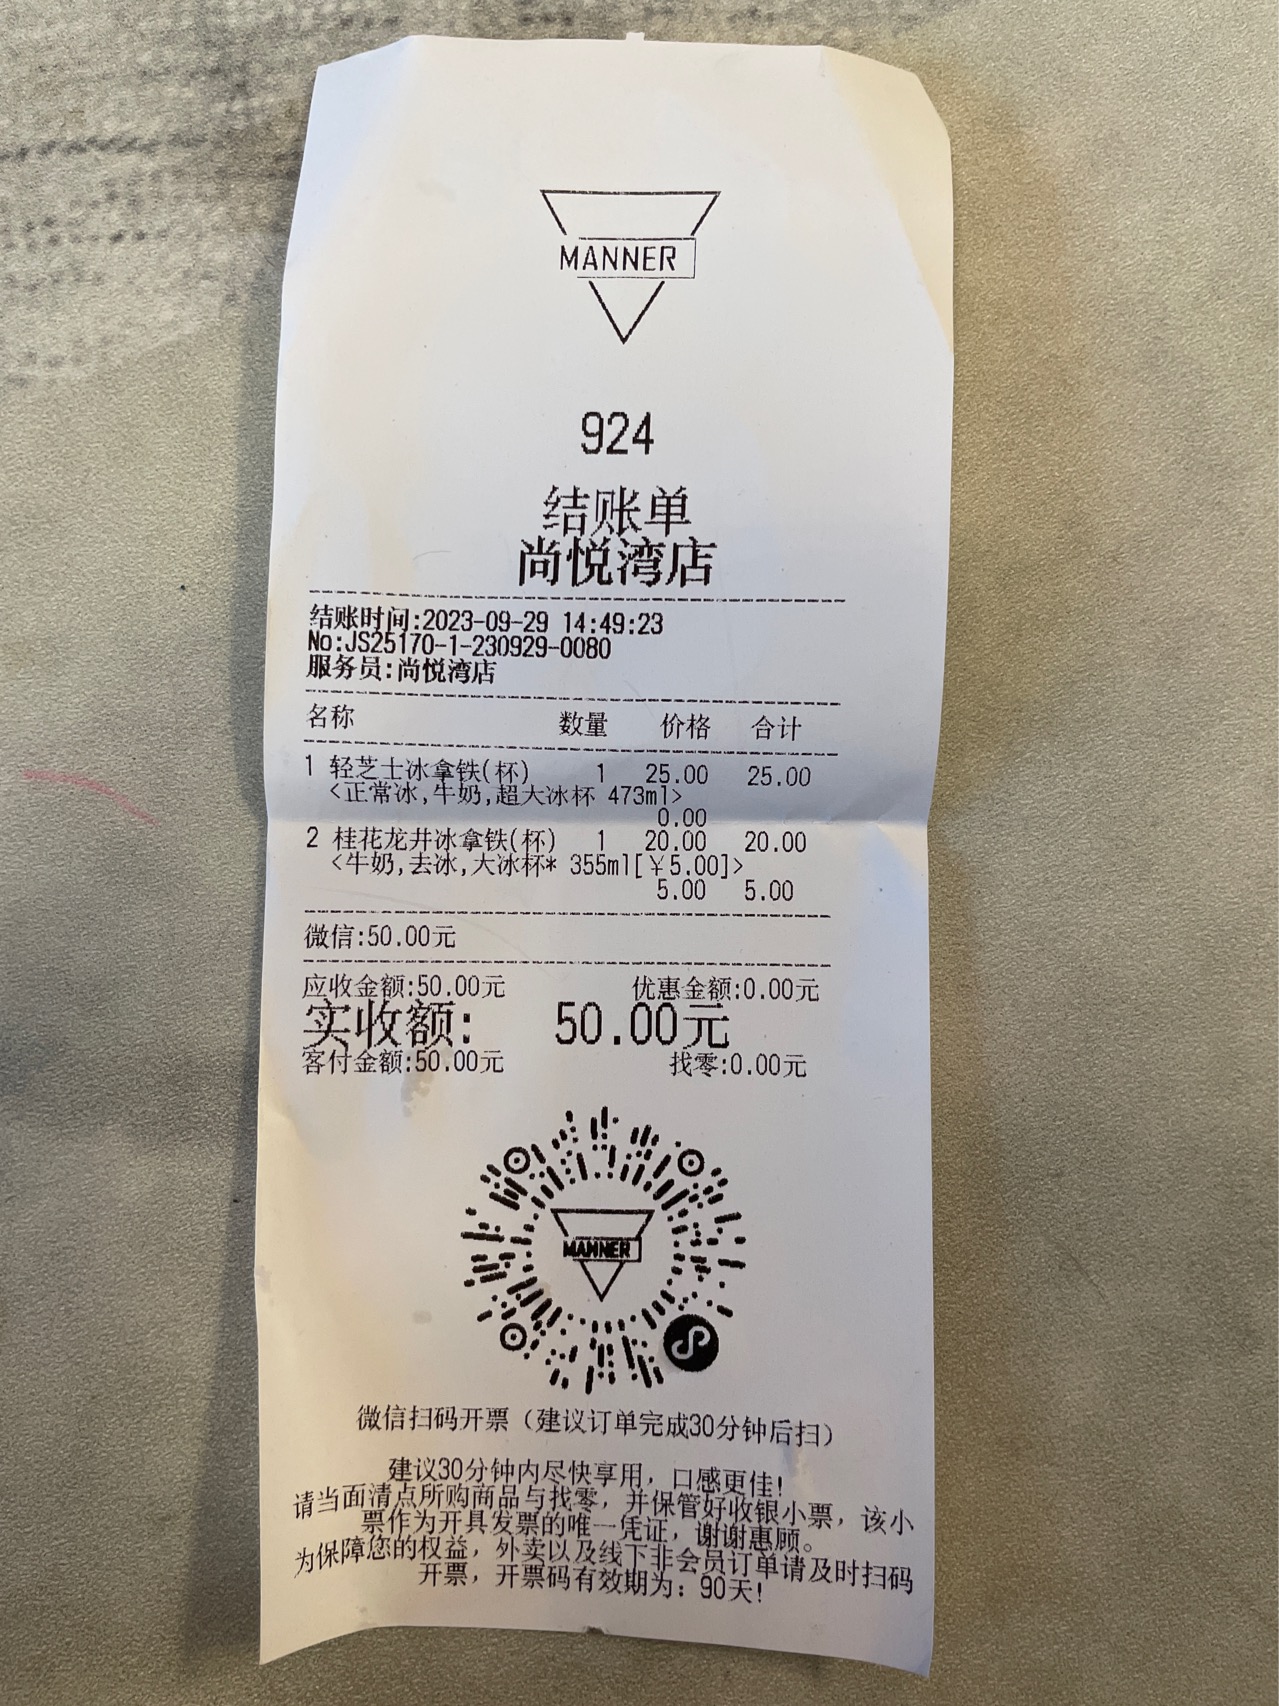 MANNER
924
结账单
尚悦湾店
结账时间:2023-09-29 14:49:23
No:JS25170-1-230929-0080
服务员:尚悦湾店
名称 数量 价格 合计
1 轻芝士冰拿铁(杯) 1 25.00 25.00
<正常冰,牛奶,超大冰杯 473ml>
0.00
2 桂花龙井冰拿铁(杯) 1 20.00 20.00
<牛奶,去冰,大冰杯* 355ml[￥5.00]>
5.00 5.00
微信:50.00元
应收金额:50.00元 优惠金额:0.00元
实收额: 50.00元
客付金额:50.00元 找零:0.00元
MANNER
微信扫码开票（建议订单完成30分钟后扫）
建议30分钟内尽快享用，口感更佳!
请当面清点所购商品与找零，并保管好收银小票，该小
票作为开具发票的唯一凭证，谢谢惠顾。
为保障您的权益，外卖以及线下非会员订单请及时扫码
开票，开票码有效期为：90天!